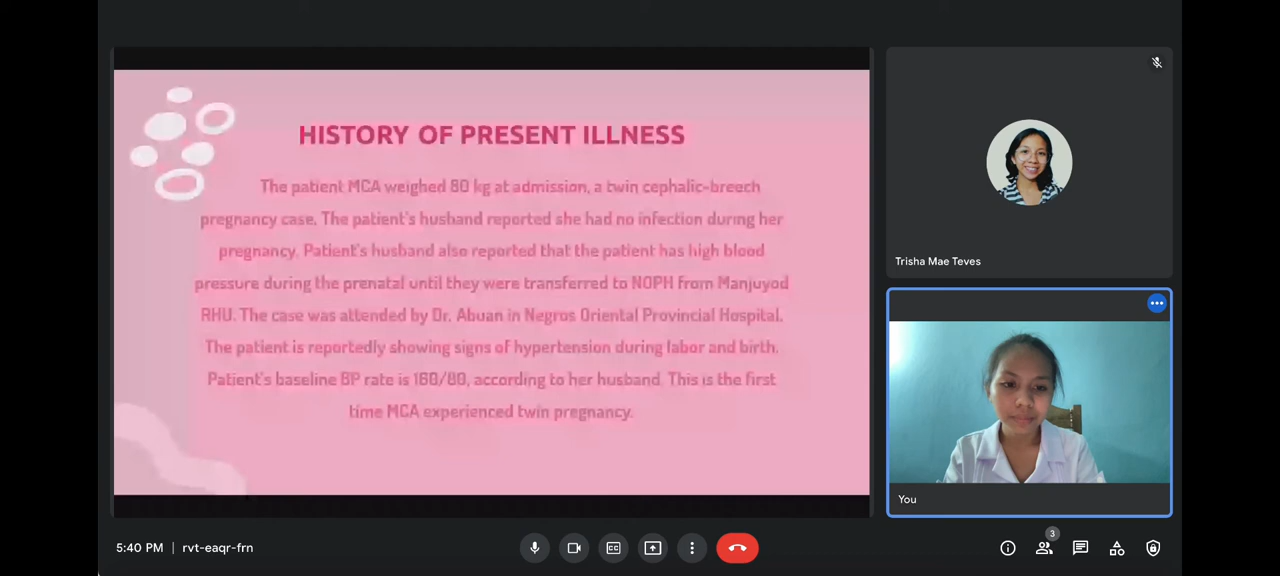 HISTORY OF PRESENT ILLNESS
The patient MCA weighed 80 kg at admission, a twin cephalic-breech
pregnancy case. The patient's husband reported she had no infection during her
pregnancy. Patient's husband also reported that the patient has high blood
pressure during the prenatal until they were transferred to NOPH from Manjuyod
RHU. The case was attended by Dr. Abuan in Negros Oriental Provincial Hospital.
The patient is reportedly showing signs of hypertension during labor and birth.
Patient's baseline BP rate is 160/80, according to her husband. This is the first
time MCA experienced twin pregnancy.
Trisha Mae Teves
You
5:40 PM | rvt-eaqr-frn
3